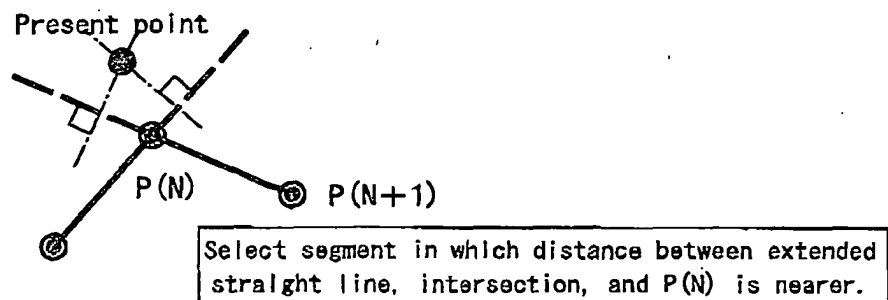 Present point
P(N)
P(N+1)
Select segment in which distance between extended
straight line, intersection, and P(N) is nearer.